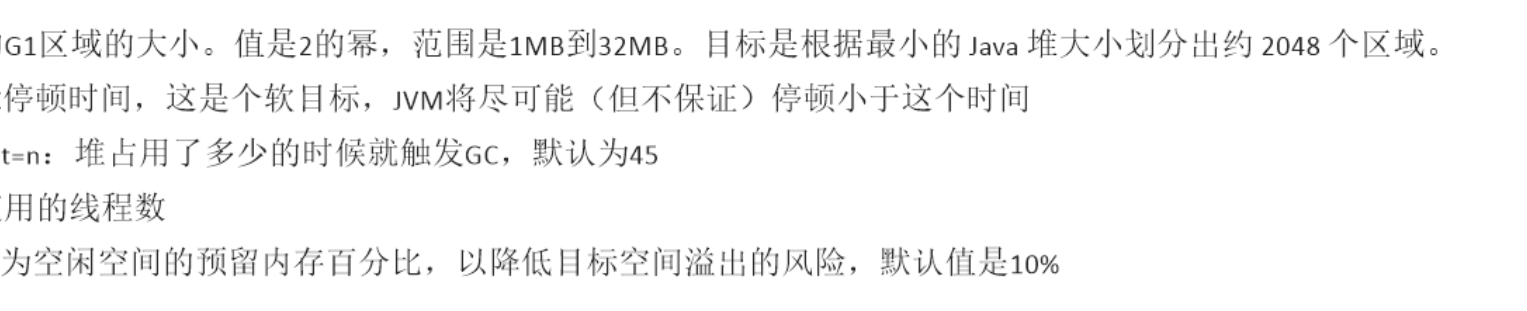 G1区域的大小。值是2的幂，范围是1MB到32MB。目标是根据最小的 Java 堆大小划分出约 2048 个区域。
停顿时间，这是个软目标，JVM将尽可能（但不保证）停顿小于这个时间
t=n：堆占用了多少的时候就触发GC，默认为45
用的线程数
为空闲空间的预留内存百分比，以降低目标空间溢出的风险，默认值是10%